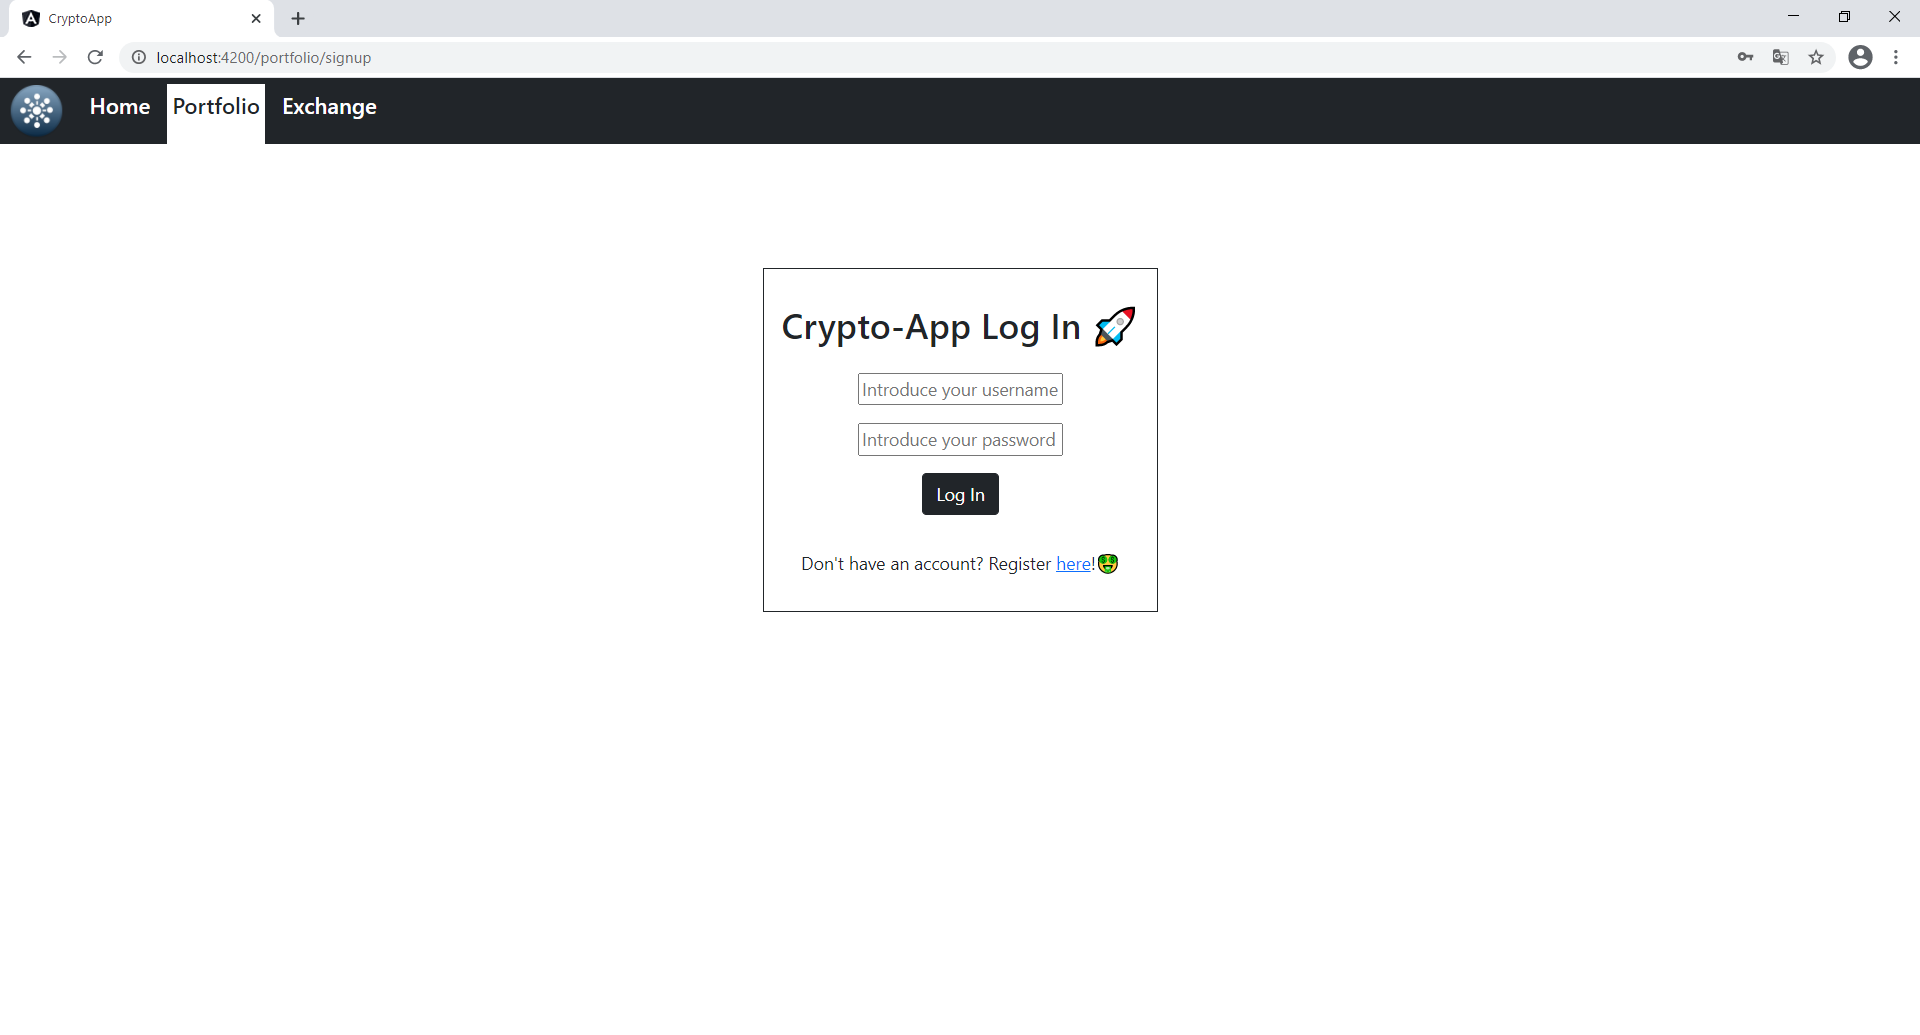 CryptoApp
localhost:4200/portfolio/signup
Home Portfolio Exchange
Crypto-App Log In 🚀
Introduce your username
Introduce your password
Log In
Don't have an account? Register here!🤑